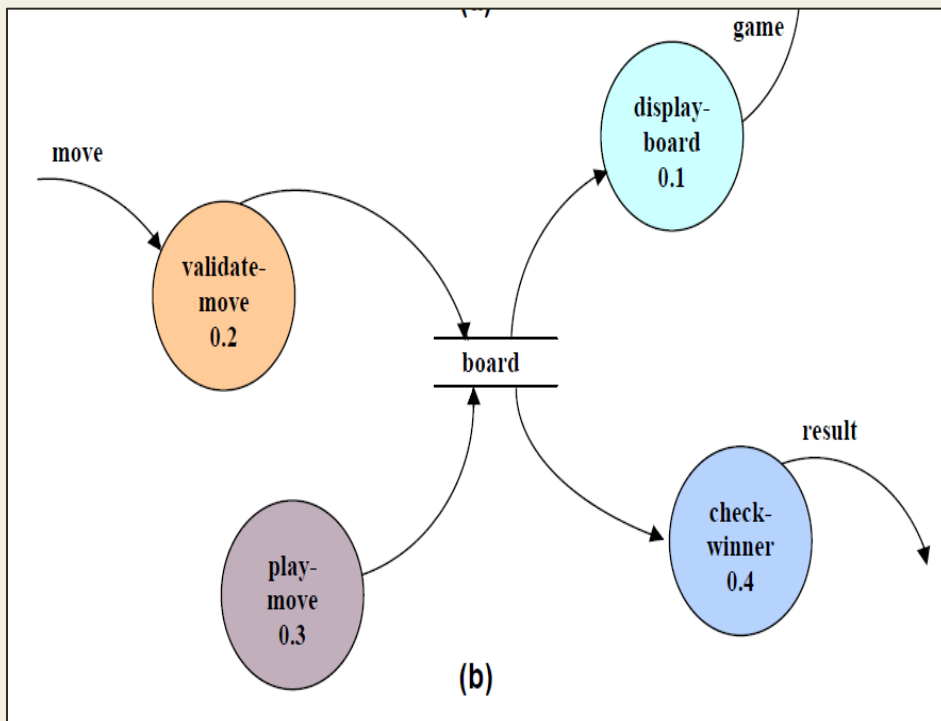 game
display-
board
0.1
move
validate-
move
0.2
board
result
check-
winner
0.4
play-
move
0.3
(b)